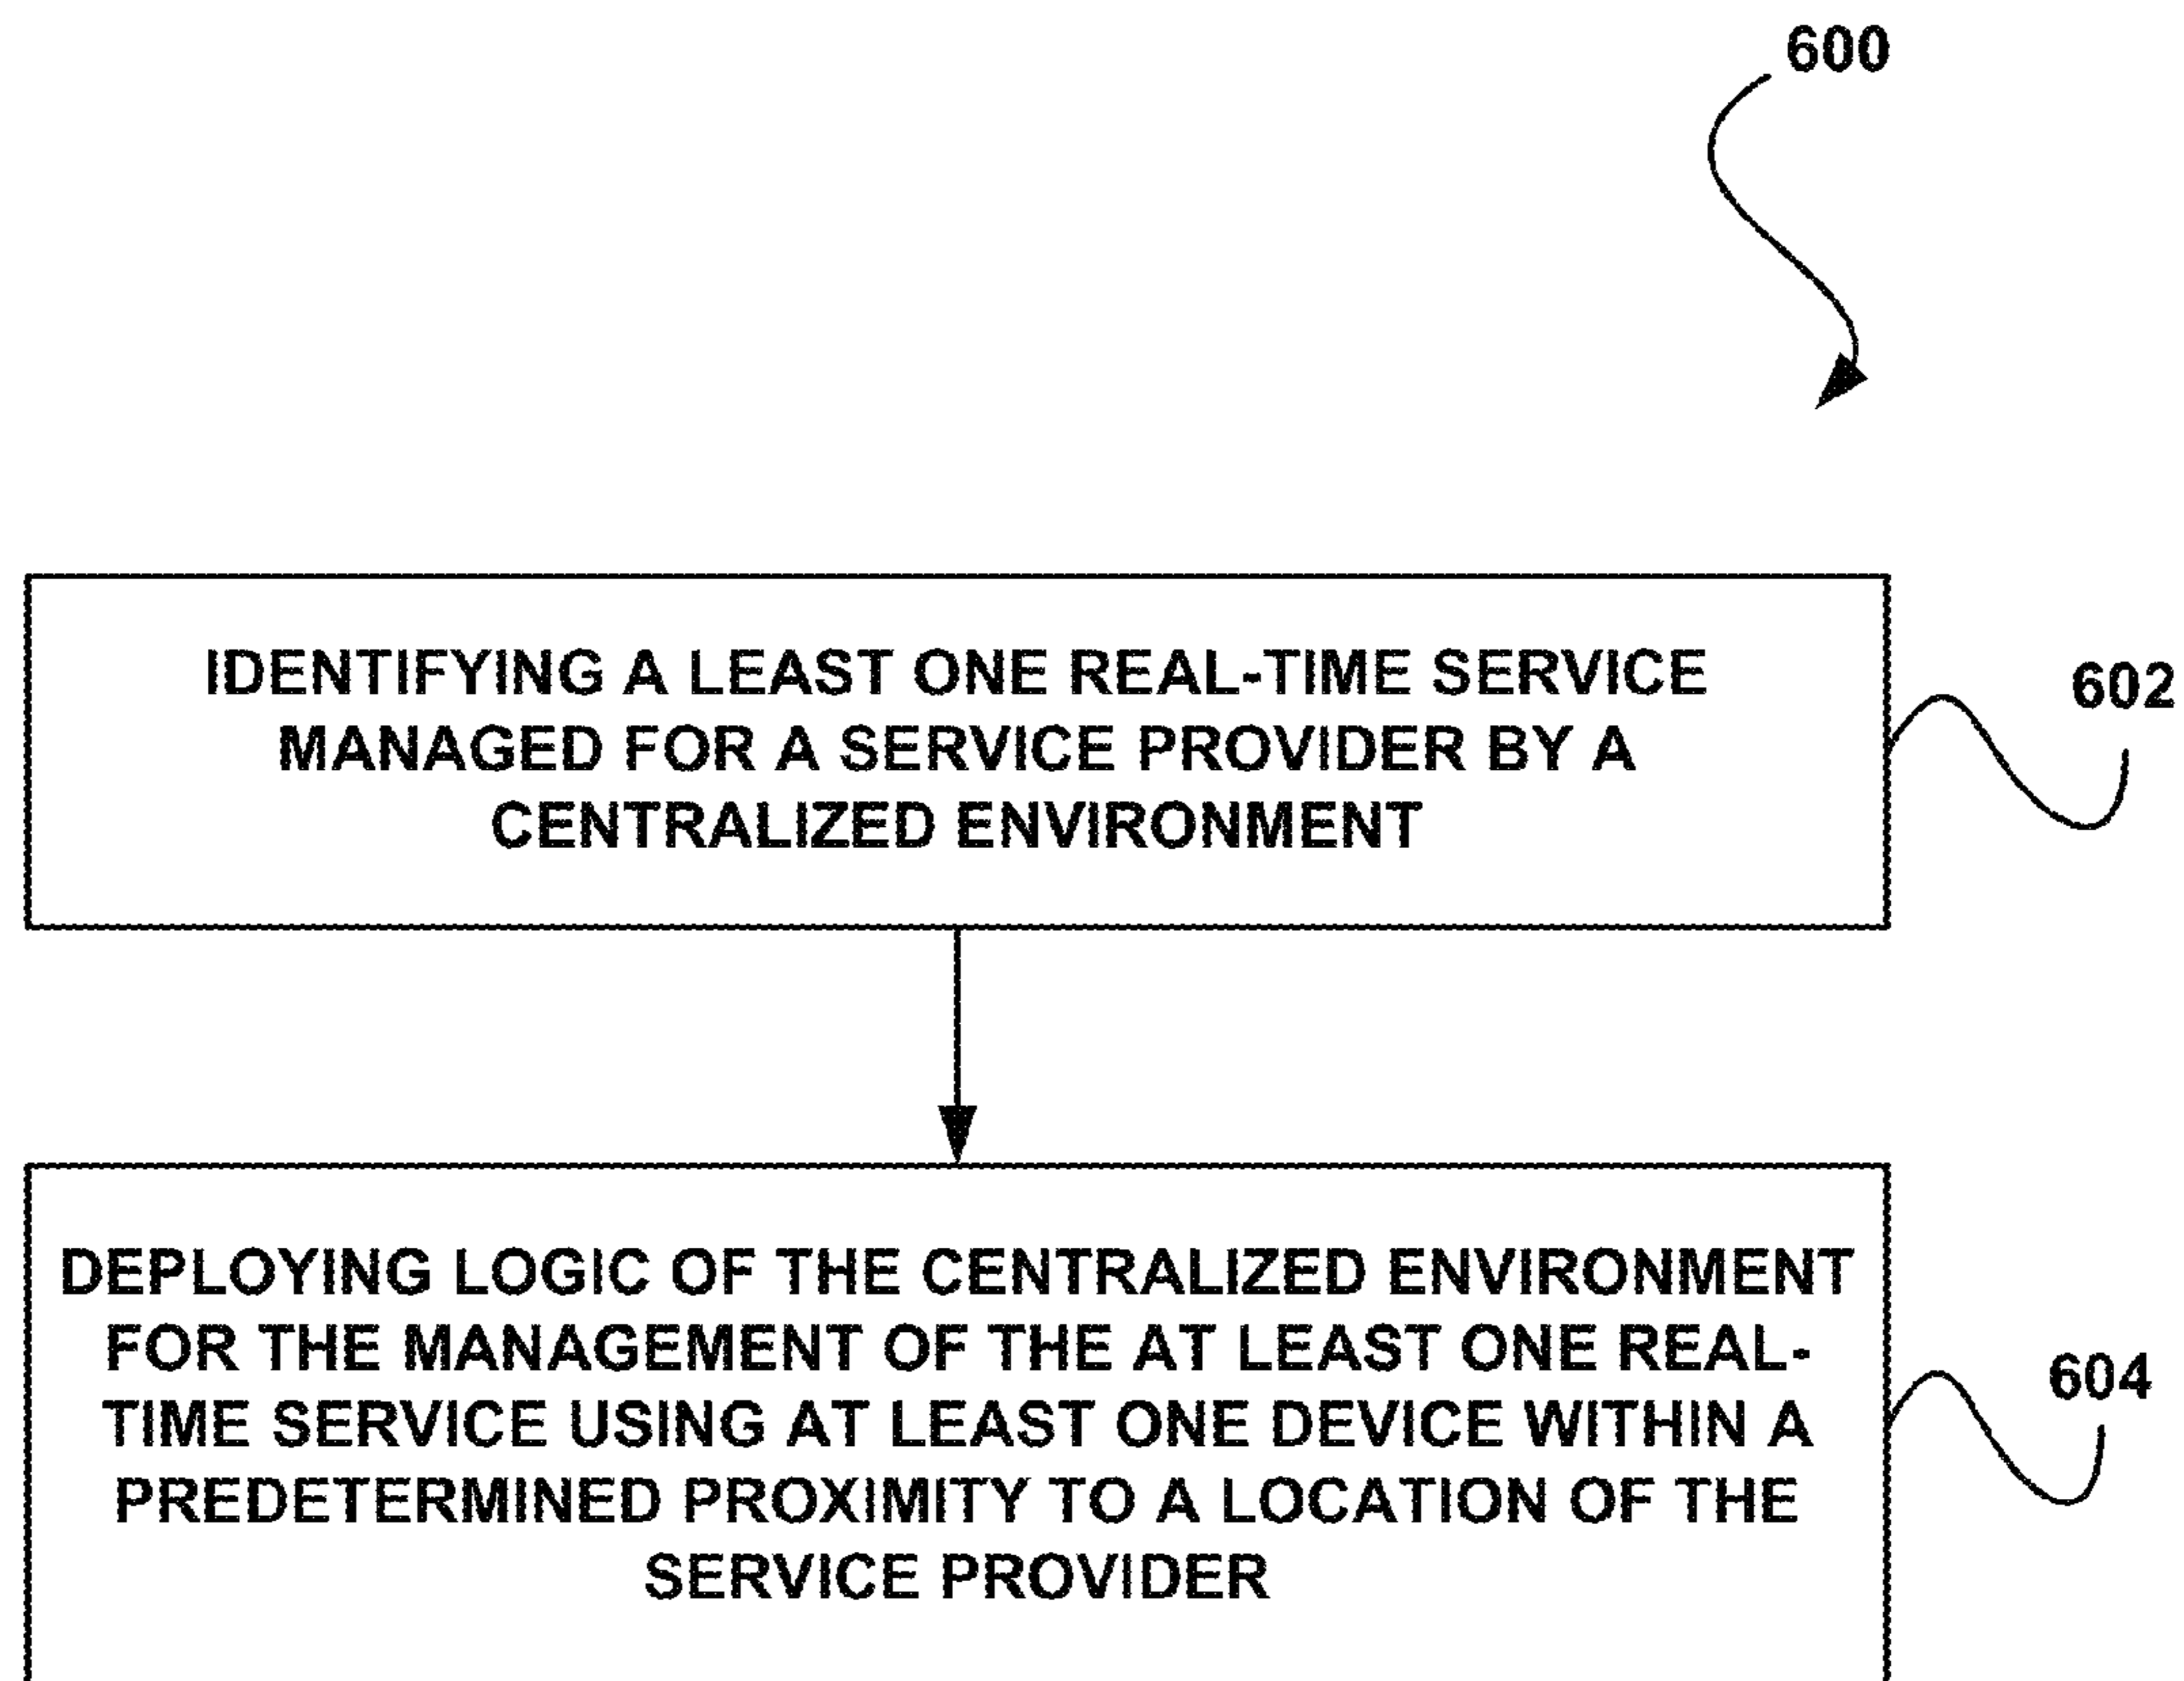 600
IDENTIFYING A LEAST ONE REAL-TIME SERVICE
MANAGED FOR A SERVICE PROVIDER BY A
CENTRALIZED ENVIRONMENT
602
DEPLOYING LOGIC OF THE CENTRALIZED ENVIRONMENT
FOR THE MANAGEMENT OF THE AT LEAST ONE REAL-
TIME SERVICE USING AT LEAST ONE DEVICE WITHIN A
PREDETERMINED PROXIMITY TO A LOCATION OF THE
SERVICE PROVIDER
604